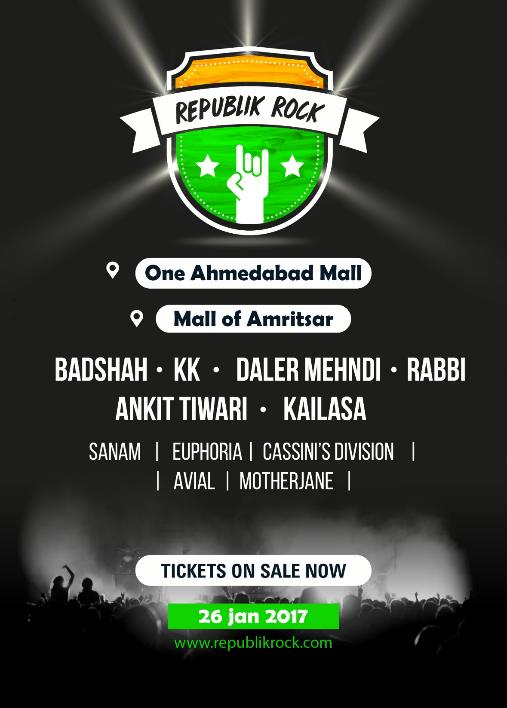 REPUBLIK ROCK
One Ahmedabad Mall
Mall of Amritsar
BADSHAH • KK • DALER MEHNDI • RABBI
ANKIT TIWARI • KAILASA
SANAM | EUPHORIA | CASSINI'S DIVISION |
| AVIAL | MOTHERJANE |
TICKETS ON SALE NOW
26 jan 2017
www.republikrock.com